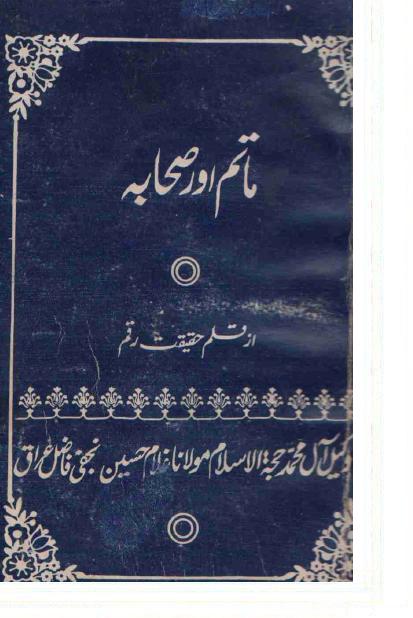 ماتم اور صحابہ
از قلم حقیقت رقم
وکیل آل محمدؐ حجۃ الاسلام مولانا غلام حسین نجفی فاضل عراق